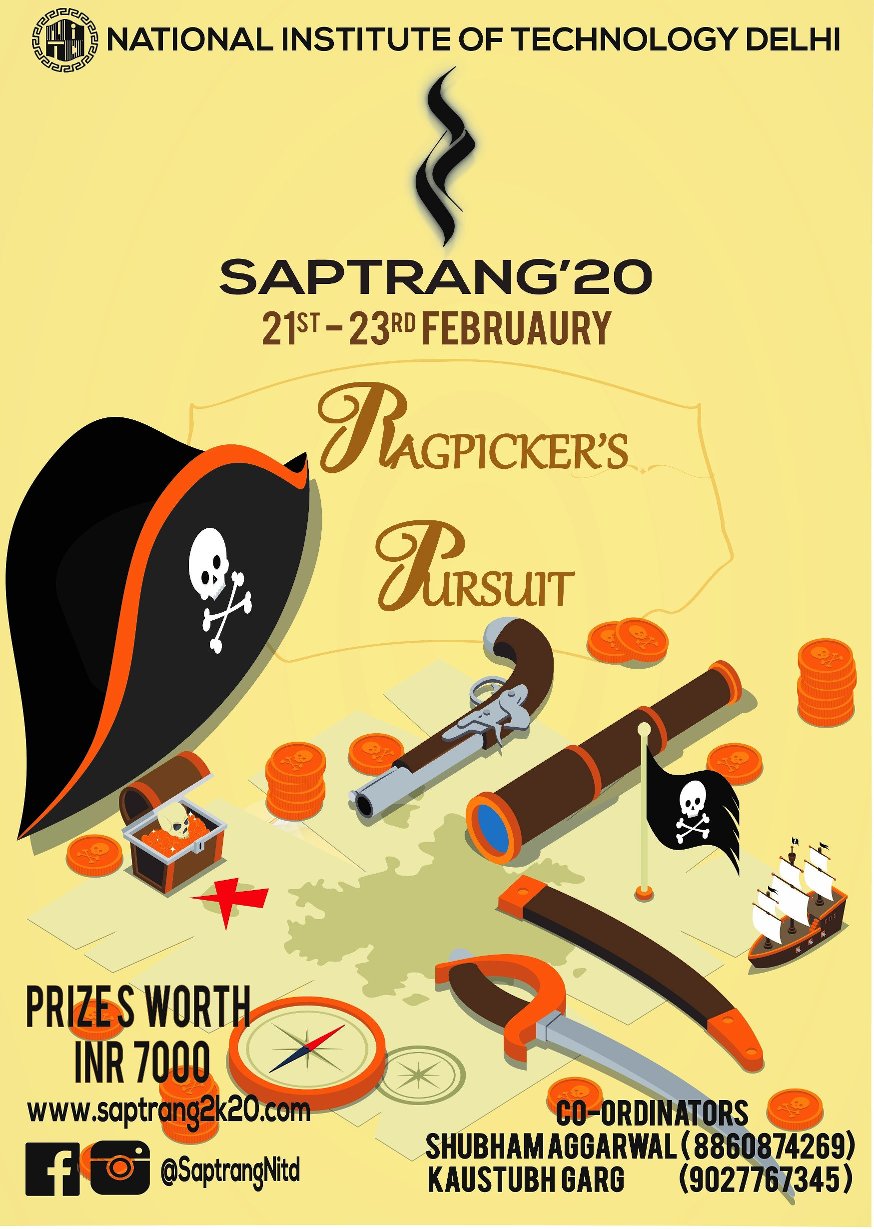 NATIONAL INSTITUTE OF TECHNOLOGY DELHI
SAPTRANG'20
21ST - 23RD FEBRUAURY
RAGPICKER'S
PURSUIT
PRIZES WORTH
INR 7000
www.saptrang2k20.com
@SaptrangNitd
CO-ORDINATORS
SHUBHAM AGGARWAL (8860874269)
KAUSTUBH GARG (9027767345)